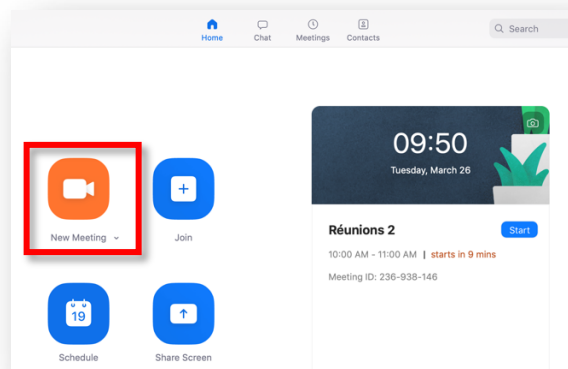 Home Chat Meetings Contacts
Search
09:50
Tuesday, March 26
New Meeting
Join
Réunions 2
Start
10:00 AM - 11:00 AM | starts in 9 mins
Meeting ID: 236-938-146
19
Schedule
Share Screen